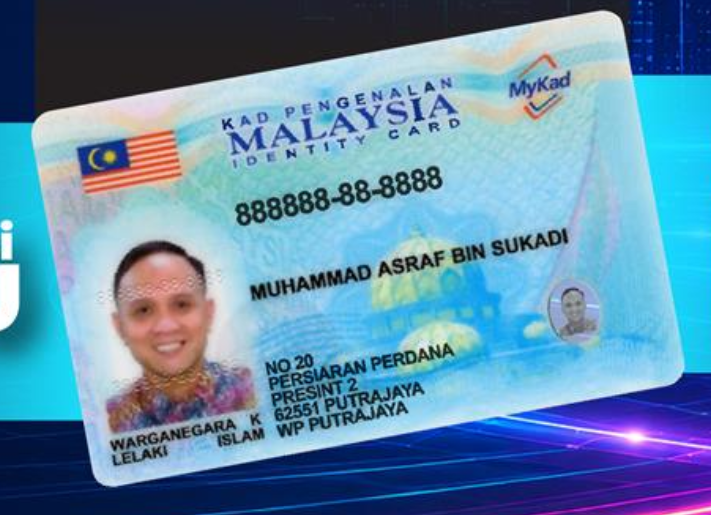 i
KAD PENGENALAN
MALAYSIA
IDENTITY CARD
MyKad
888888-88-8888
MUHAMMAD ASRAF BIN SUKADI
NO 20
PERSIARAN PERDANA
PRESINT 2
62551 PUTRAJAYA
WP PUTRAJAYA
WARGANEGARA K
LELAKI ISLAM